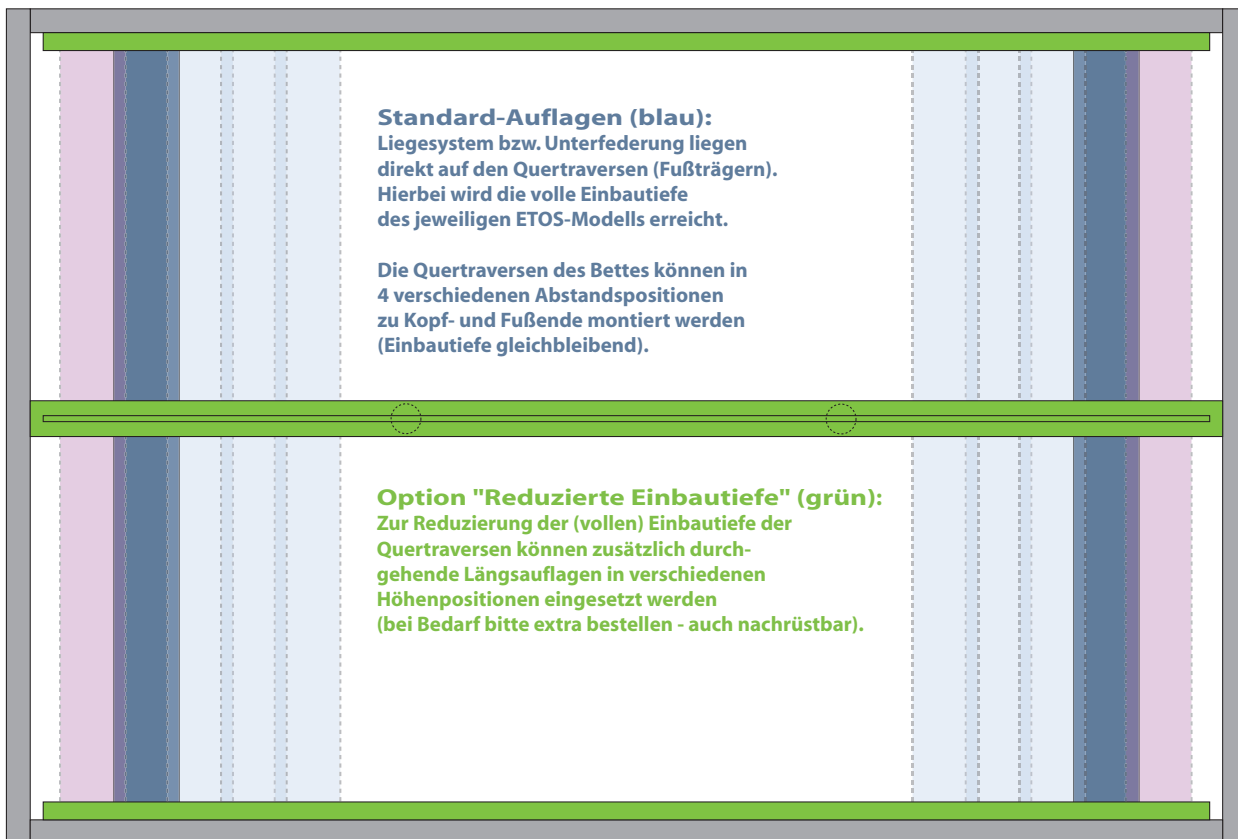 Standard-Auflagen (blau):
Liegesystem bzw. Unterfederung liegen
direkt auf den Quertraversen (Fußträgern).
Hierbei wird die volle Einbautiefe
des jeweiligen ETOS-Modells erreicht.
Die Quertraversen des Bettes können in
4 verschiedenen Abstandspositionen
zu Kopf- und Fußende montiert werden
(Einbautiefe gleichbleibend).
Option "Reduzierte Einbautiefe" (grün):
Zur Reduzierung der (vollen) Einbautiefe der
Quertraversen können zusätzlich durch-
gehende Längsauflagen in verschiedenen
Höhenpositionen eingesetzt werden
(bei Bedarf bitte extra bestellen - auch nachrüstbar).